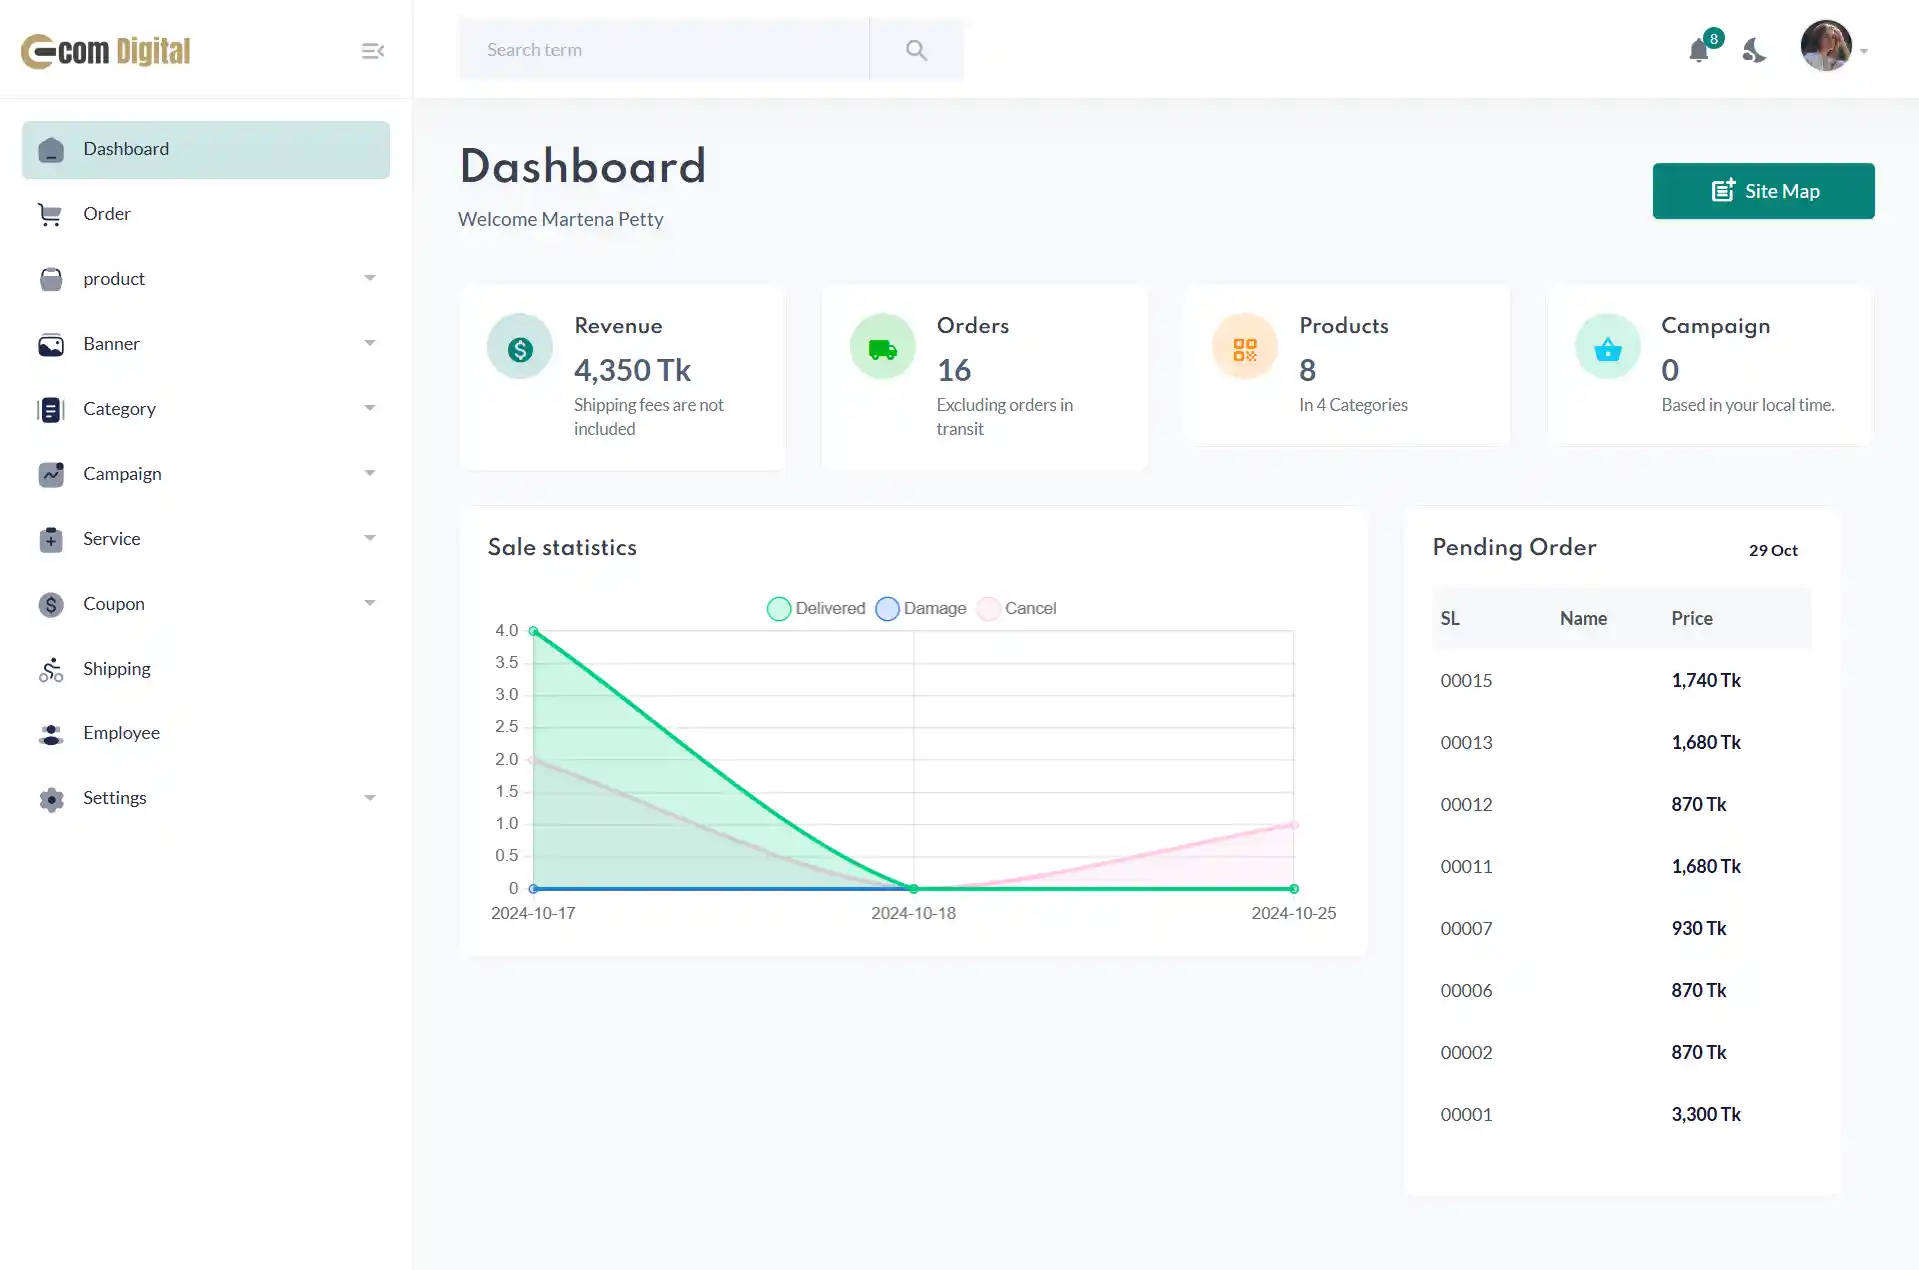 com Digital
Search term
8
Dashboard
Order
product
Banner
Category
Campaign
Service
Coupon
Shipping
Employee
Settings
Dashboard
Welcome Martena Petty
Site Map
Revenue
4,350 Tk
Shipping fees are not
included
Orders
16
Excluding orders in
transit
Products
8
In 4 Categories
Campaign
0
Based in your local time.
Sale statistics
Delivered Damage Cancel
4.0
3.5
3.0
2.5
2.0
1.5
1.0
0.5
0
2024-10-17 2024-10-18 2024-10-25
Pending Order 29 Oct
SL Name Price
00015 1,740 Tk
00013 1,680 Tk
00012 870 Tk
00011 1,680 Tk
00007 930 Tk
00006 870 Tk
00002 870 Tk
00001 3,300 Tk